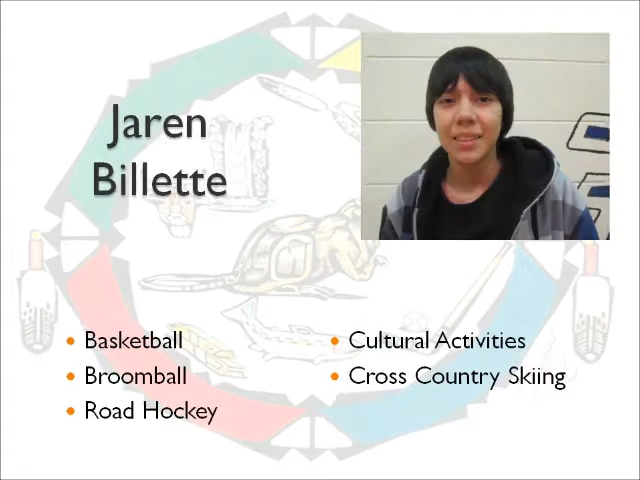 Jaren
Billette
Basketball
Broomball
Road Hockey
Cultural Activities
Cross Country Skiing